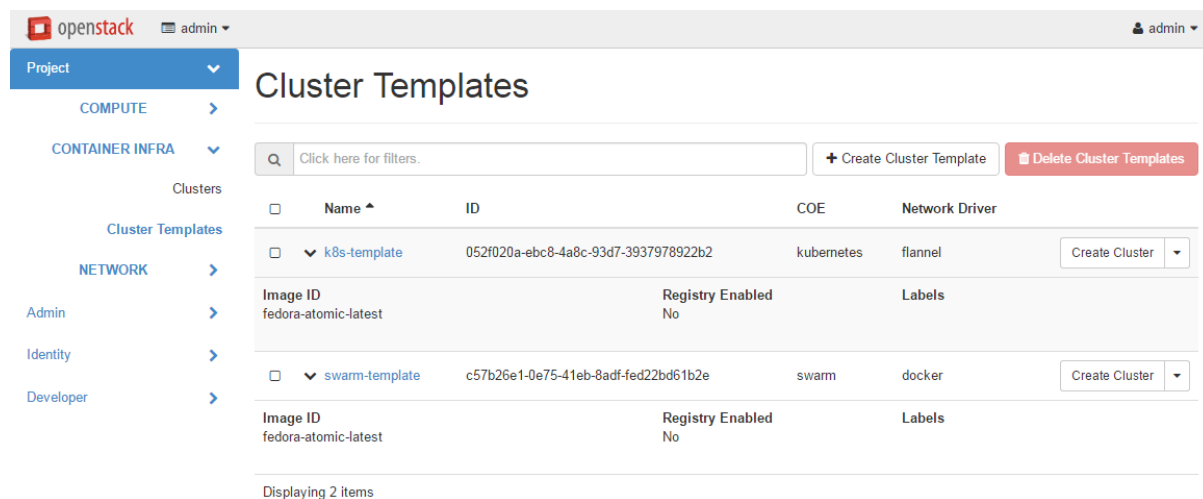 openstack admin admin
Project
COMPUTE
CONTAINER INFRA
Clusters
Cluster Templates
NETWORK
Admin
Identity
Developer
Cluster Templates
Click here for filters.
Create Cluster Template
Delete Cluster Templates
Name ID COE Network Driver
k8s-template 052f020a-ebc8-4a8c-93d7-3937978922b2 kubernetes flannel Create Cluster
Image ID Registry Enabled Labels
fedora-atomic-latest No
swarm-template c57b26e1-0e75-41eb-8adf-fed22bd61b2e swarm docker Create Cluster
Image ID Registry Enabled Labels
fedora-atomic-latest No
Displaying 2 items